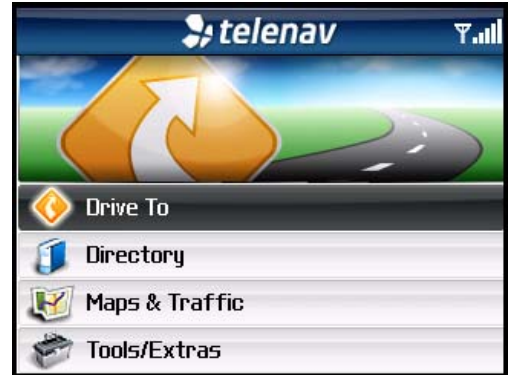 telenav
Drive To
Directory
Maps & Traffic
Tools/Extras